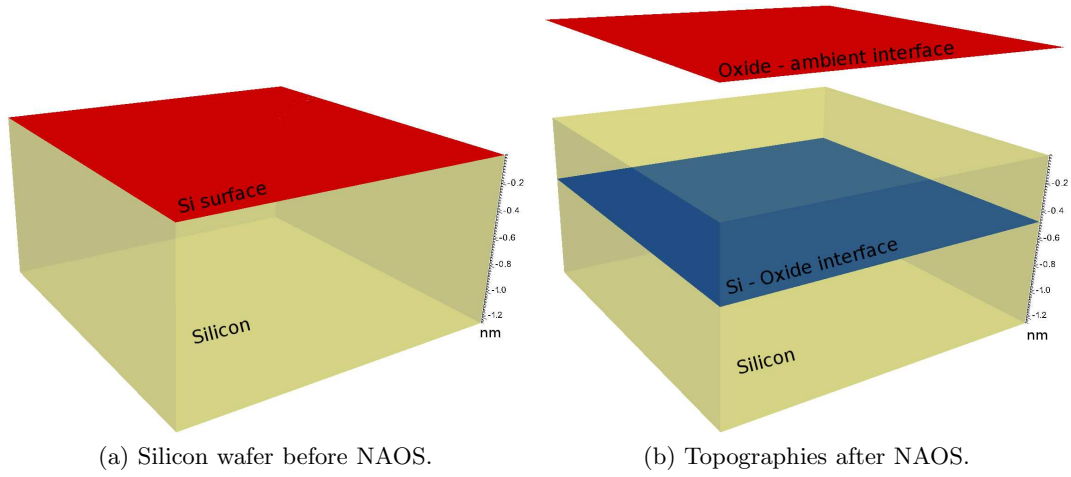 Si surface
Silicon
-0.2
-0.4
-0.6
-0.8
-1.0
-1.2
nm
(a) Silicon wafer before NAOS.
Oxide - ambient interface
Si - Oxide interface
Silicon
-0.2
-0.4
-0.6
-0.8
-1.0
-1.2
nm
(b) Topographies after NAOS.